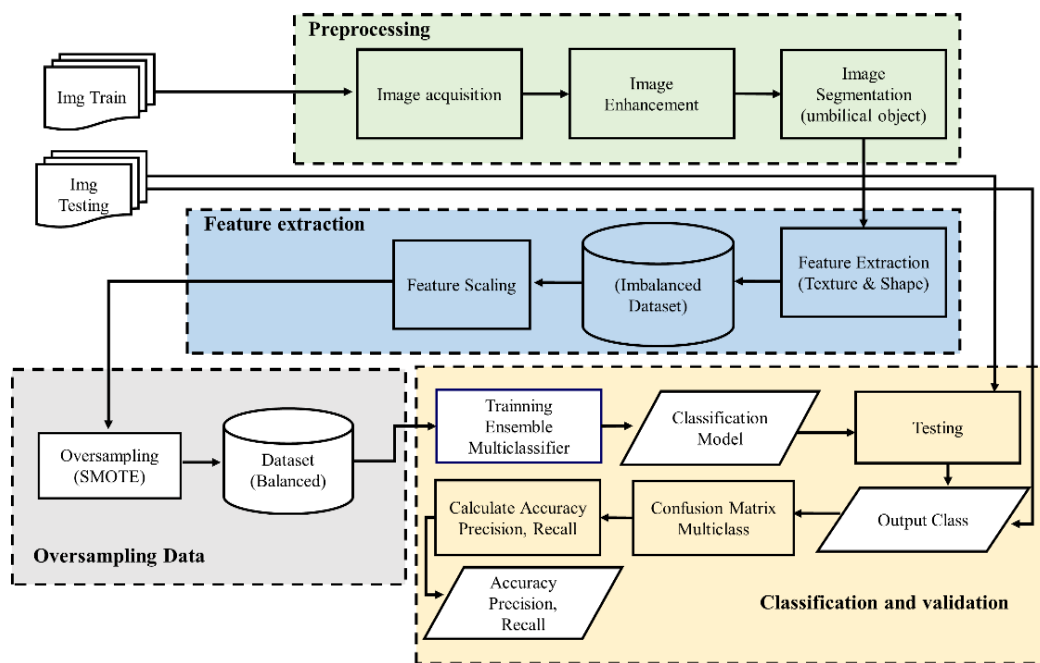 Preprocessing
Img Train
Image acquisition
Image
Enhancement
Image
Segmentation
(umbilical object)
Img
Testing
Feature extraction
Feature Scaling
(Imbalanced
Dataset)
Feature Extraction
(Texture & Shape)
Oversampling
(SMOTE)
Dataset
(Balanced)
Oversampling Data
Trainning
Ensemble
Multiclassifier
Classification
Model
Testing
Calculate Accuracy
Precision, Recall
Confusion Matrix
Multiclass
Output Class
Accuracy
Precision,
Recall
Classification and validation